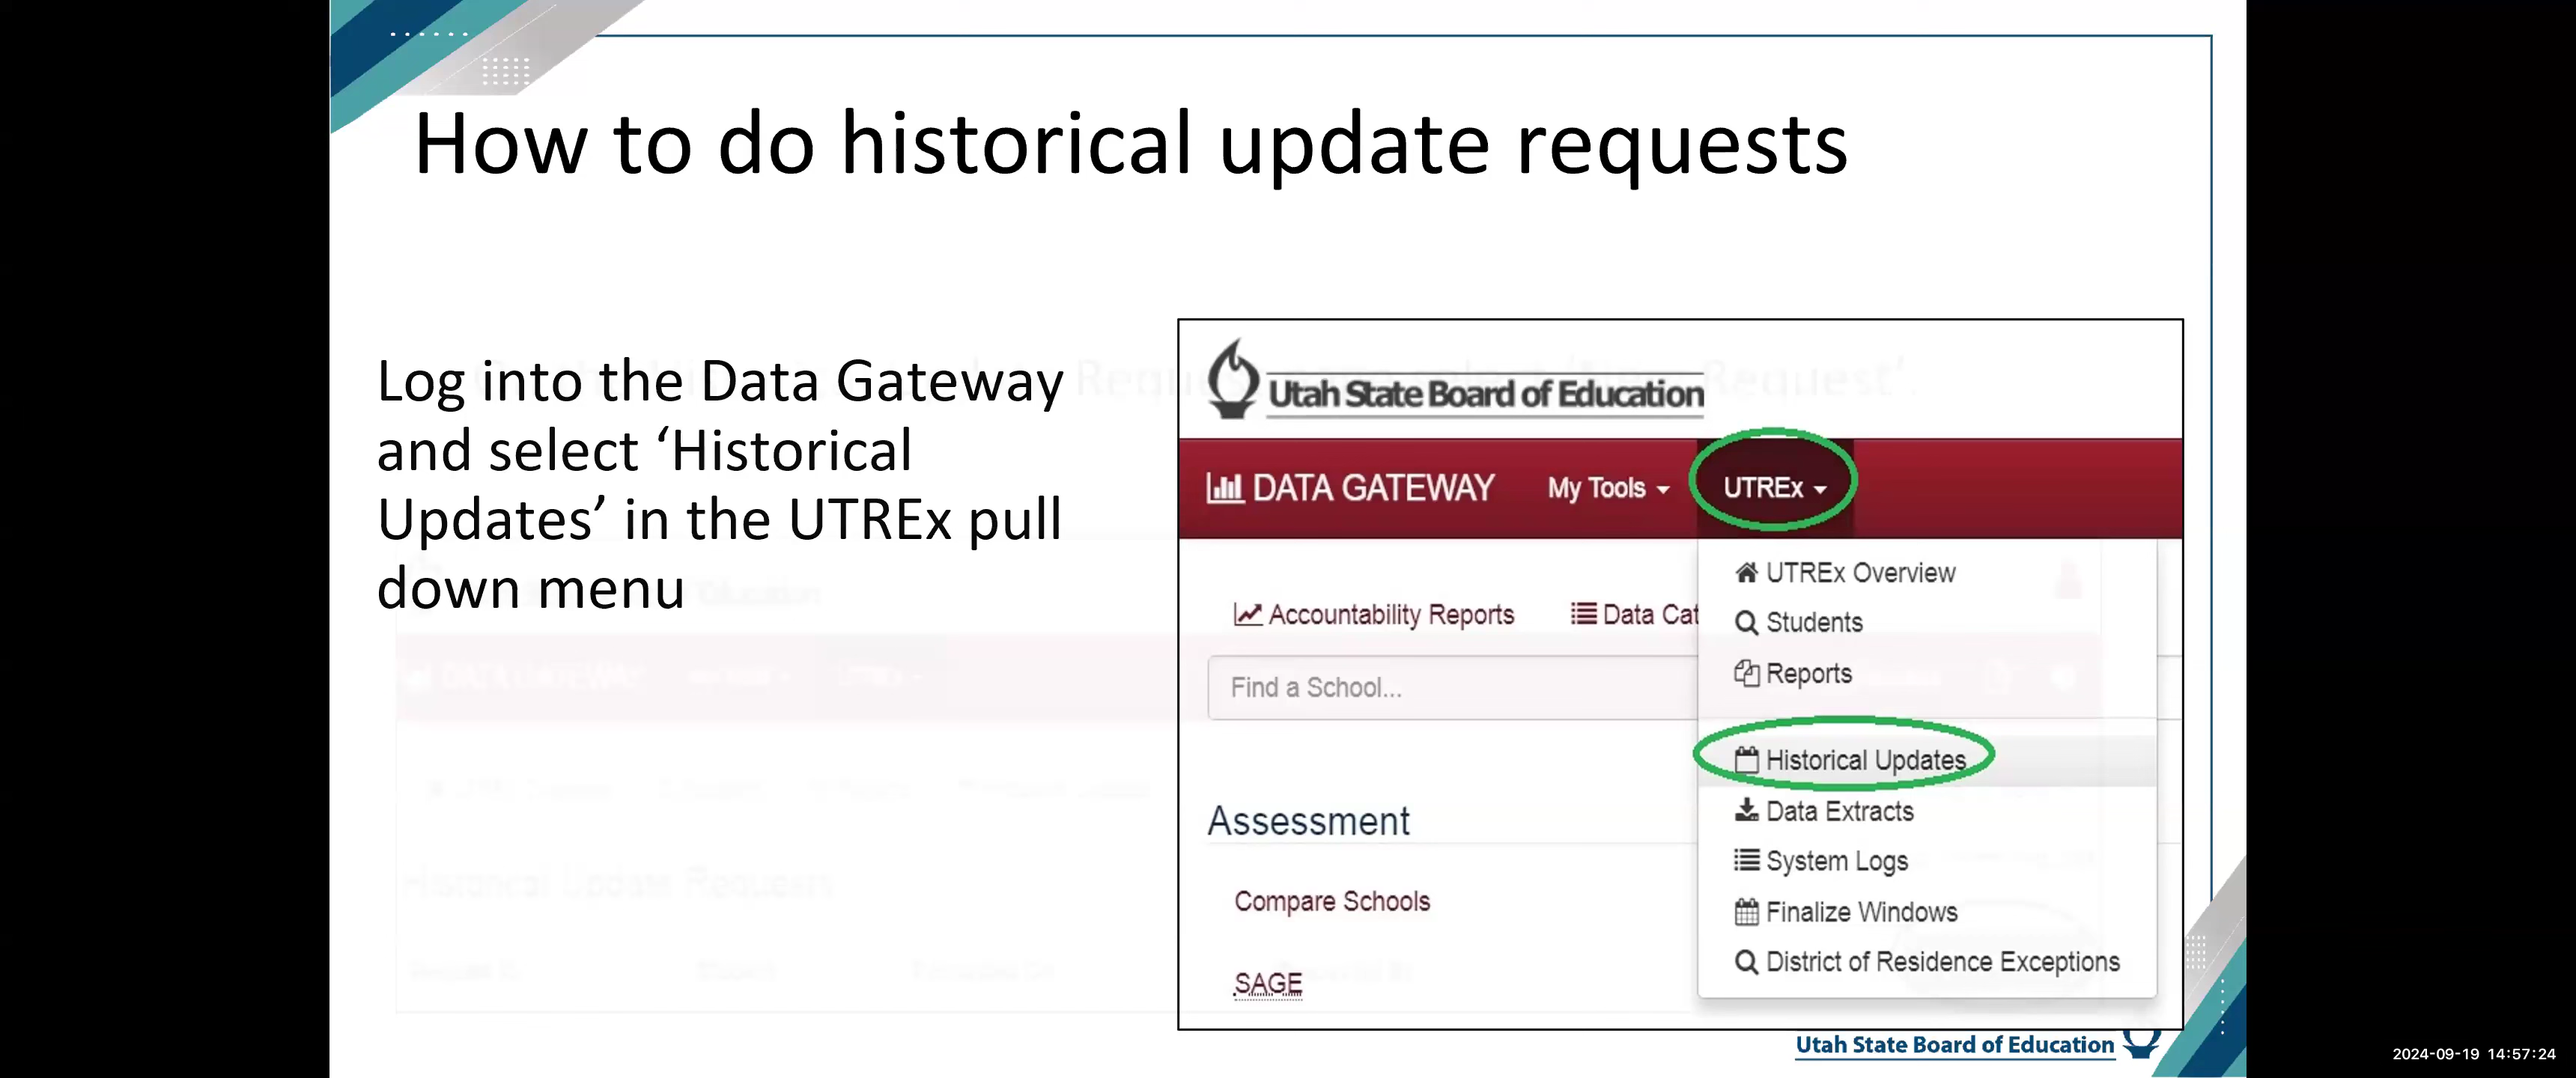 How to do historical update requests
Log into the Data Gateway
and select ‘Historical
Updates’ in the UTREx pull
down menu
Utah State Board of Education
DATA GATEWAY My Tools UTREx
UTREx Overview
Students
Reports
Historical Updates
Data Extracts
System Logs
Finalize Windows
District of Residence Exceptions
Accountability Reports Data Cat
Find a School...
Assessment
Compare Schools
SAGE
Historical Update Requests
Utah State Board of Education
2024-09-19 14:57:24